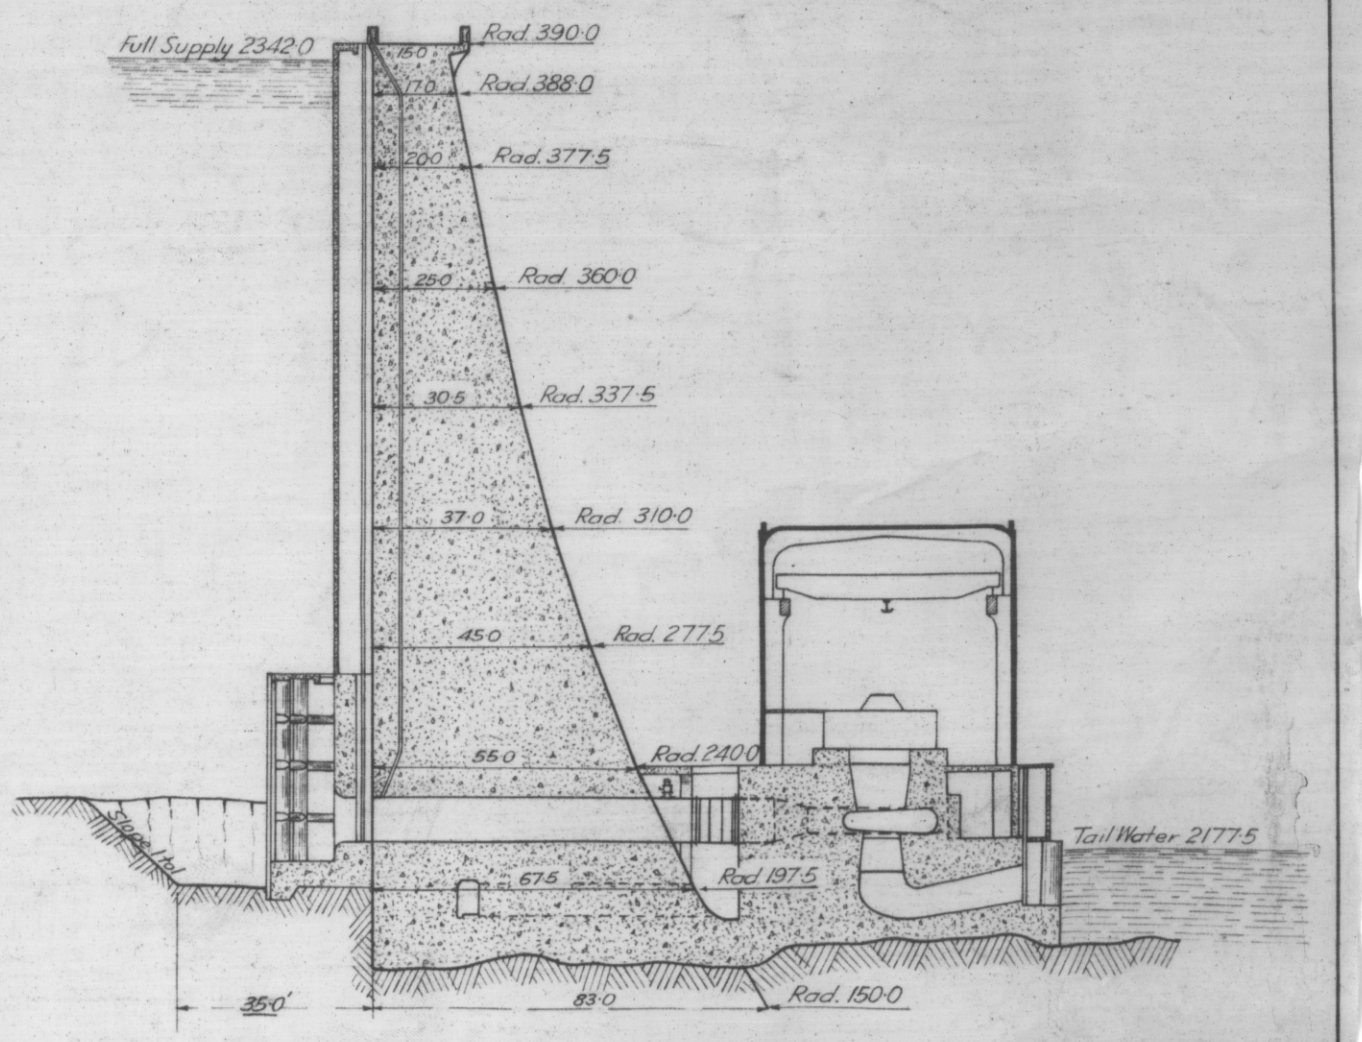 Full Supply 2342·0
Rad. 390·0
15·0
17·0
Rad. 388·0
20·0
Rad. 377·5
25·0
Rad. 360·0
30·5
Rad. 337·5
37·0
Rad. 310·0
45·0
Rad. 277·5
55·0
Rad. 240·0
Slope 1 to 1
Tail Water 2177·5
67·5
Rad 197·5
35·0'
83·0
Rad. 150·0